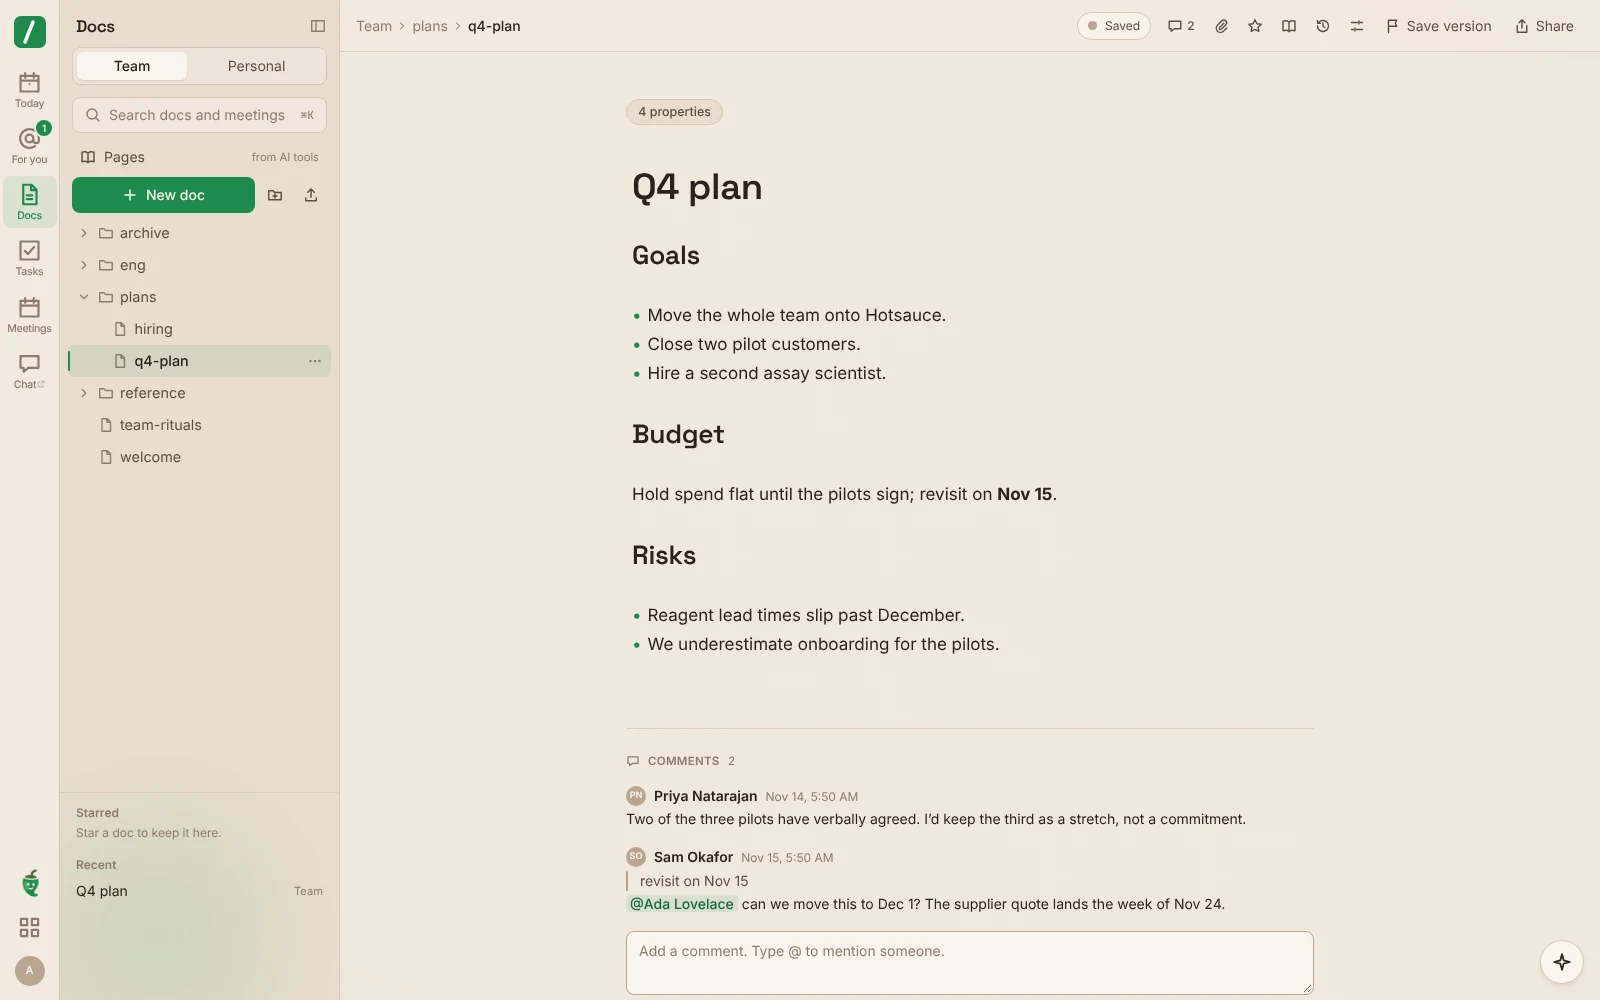 Docs
Team
Personal
Search docs and meetings ⌘K
Pages
from AI tools
+ New doc
archive
eng
plans
hiring
q4-plan
reference
team-rituals
welcome
Starred
Star a doc to keep it here.
Recent
Q4 plan Team
Today
1
For you
Docs
Tasks
Meetings
Chat
A
Team > plans > q4-plan
Saved
2
Save version
Share
4 properties
Q4 plan
Goals
• Move the whole team onto Hotsauce.
• Close two pilot customers.
• Hire a second assay scientist.
Budget
Hold spend flat until the pilots sign; revisit on Nov 15.
Risks
• Reagent lead times slip past December.
• We underestimate onboarding for the pilots.
COMMENTS 2
PN Priya Natarajan Nov 14, 5:50 AM
Two of the three pilots have verbally agreed. I’d keep the third as a stretch, not a commitment.
SO Sam Okafor Nov 15, 5:50 AM
revisit on Nov 15
@Ada Lovelace can we move this to Dec 1? The supplier quote lands the week of Nov 24.
Add a comment. Type @ to mention someone.